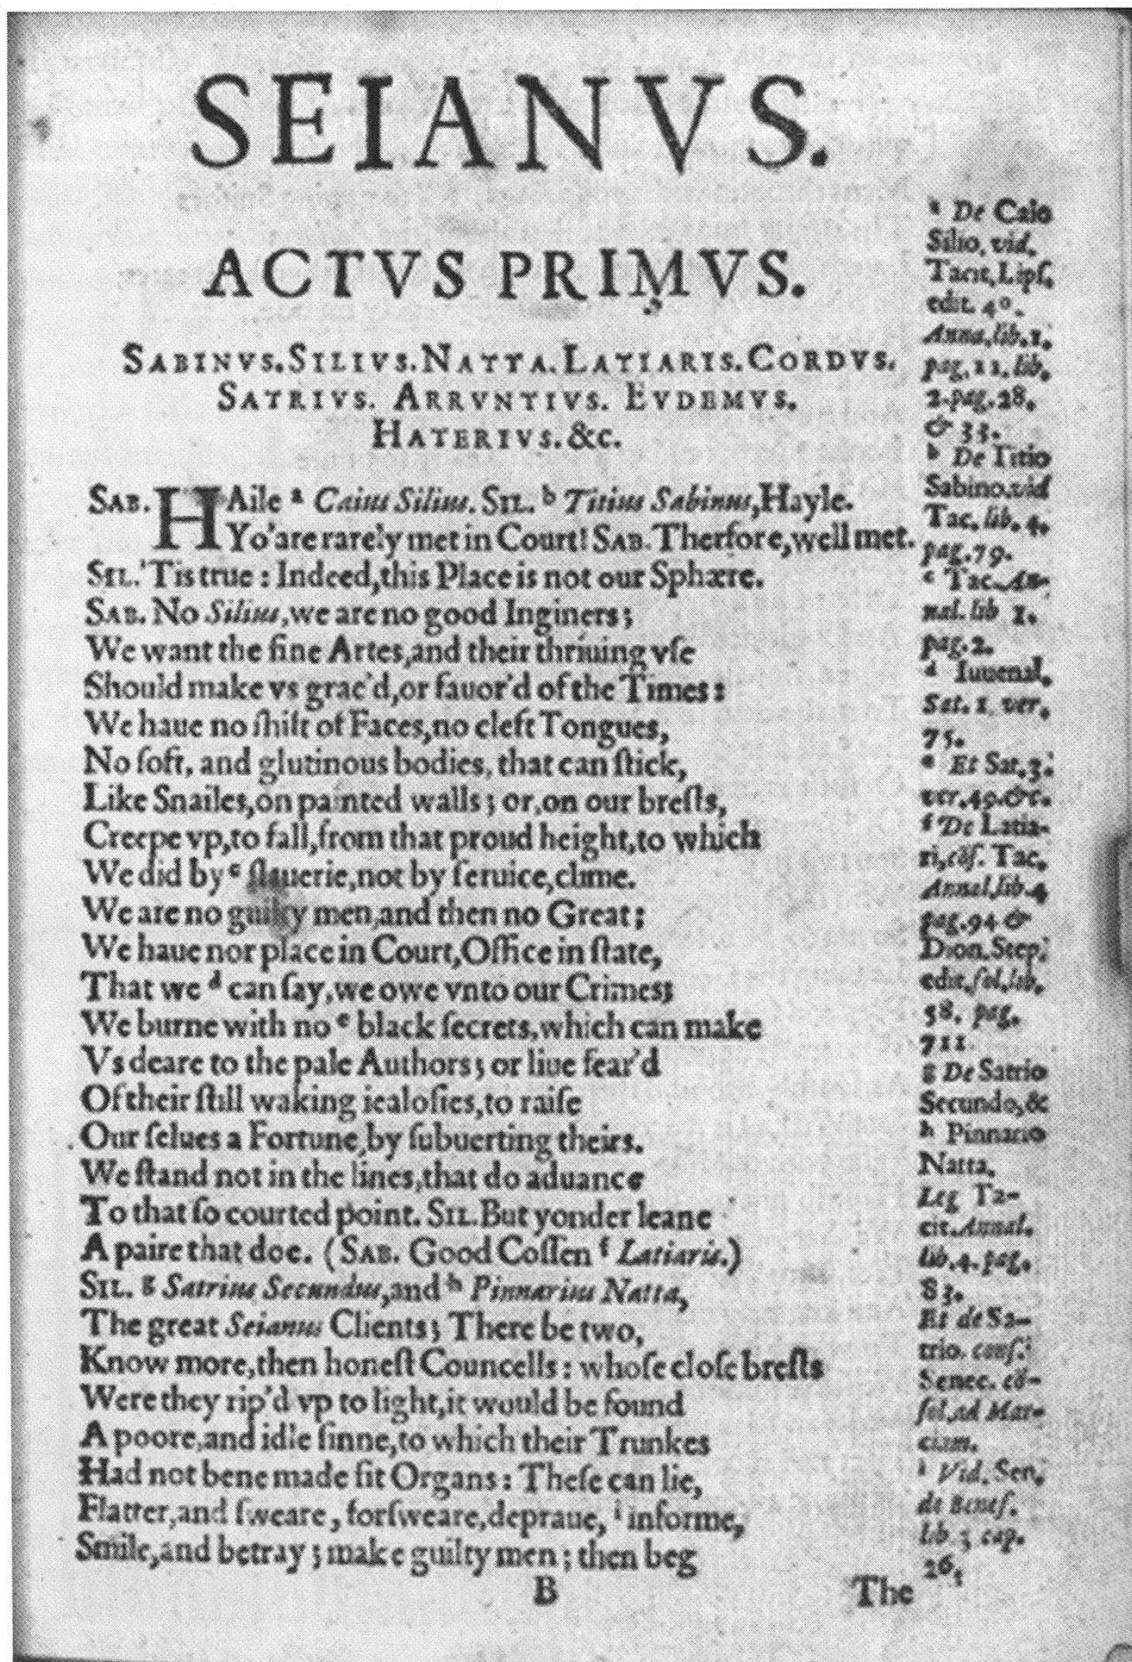 SEIANVS.
ACTVS PRIMVS.
SABINVS. SILIVS. NATTA. LATIARIS. CORDVS.
SATRIVS. ARRVNTIVS. EVDEMVS.
HATERIVS. &c.
SAB. HAile ᵃ Caius Silius. SIL. ᵇ Titius Sabinus, Hayle.
Yo'are rarely met in Court! SAB. Therfore, well met.
SIL. 'Tis true: Indeed, this Place is not our Sphære.
SAB. No Silius, we are no good Inginers;
We want the fine Artes, and their thriuing vſe
Should make vs grac'd, or fauor'd of the Times:
We haue no ſhift of Faces, no cleft Tongues,
No ſoft, and glutinous bodies, that can ſtick,
Like Snailes, on painted walls; or, on our breſts,
Creepe vp, to fall, from that proud height, to which
We did by ᶜ ſlauerie, not by ſeruice, clime.
We are no guilty men, and then no Great;
We haue nor place in Court, Office in ſtate,
That we ᵈ can ſay, we owe vnto our Crimes;
We burne with no ᵉ black ſecrets, which can make
Vs deare to the pale Authors; or liue fear'd
Of their ſtill waking iealoſies, to raiſe
Our ſelues a Fortune, by ſubuerting theirs.
We ſtand not in the lines, that do aduance
To that ſo courted point. SIL. But yonder leane
A paire that doe. (SAB. Good Coſſen ᶠ Latiaris.)
SIL. ᵍ Satrius Secundus, and ʰ Pinnarius Natta,
The great Seianus Clients; There be two,
Know more, then honeſt Councells: whoſe cloſe breſts
Were they rip'd vp to light, it would be found
A poore, and idle ſinne, to which their Trunkes
Had not bene made fit Organs: Theſe can lie,
Flatter, and ſweare, forſweare, depraue, ⁱ informe,
Smile, and betray; make guilty men; then beg
B
The
ᵃ De Caio
Silio. vid.
Tacit, Lipſ.
edit. 4º.
Anna. lib. 1.
pag. 11. lib.
2. pag. 28.
& 33.
ᵇ De Titio
Sabino. vid
Tac. lib. 4.
pag. 79.
ᶜ Tac. An-
nal. lib 1.
pag. 2.
ᵈ Iuuenal.
Sat. 1. ver.
75.
ᵉ Et Sat. 3.
ver. 49. &c.
ᶠ De Latia-
ri, cōſ. Tac.
Annal. lib. 4
pag. 94 &
Dion. Step.
edit. fol. lib.
58. pag.
711.
ᵍ De Satrio
Secundo, &
ʰ Pinnario
Natta.
Leg Ta-
cit. Annal.
lib. 4. pag.
83.
Et de Sa-
trio. conſ.
Senec. cō-
ſol. ad Mar-
ciam.
ⁱ Vid. Sen.
de Benef.
lib. 3 cap.
26.